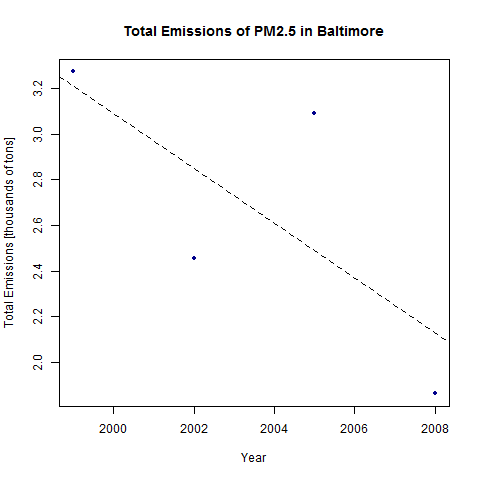 Total Emissions of PM2.5 in Baltimore
Total Emissions [thousands of tons]
3.2
3.0
2.8
2.6
2.4
2.2
2.0
2000 2002 2004 2006 2008
Year